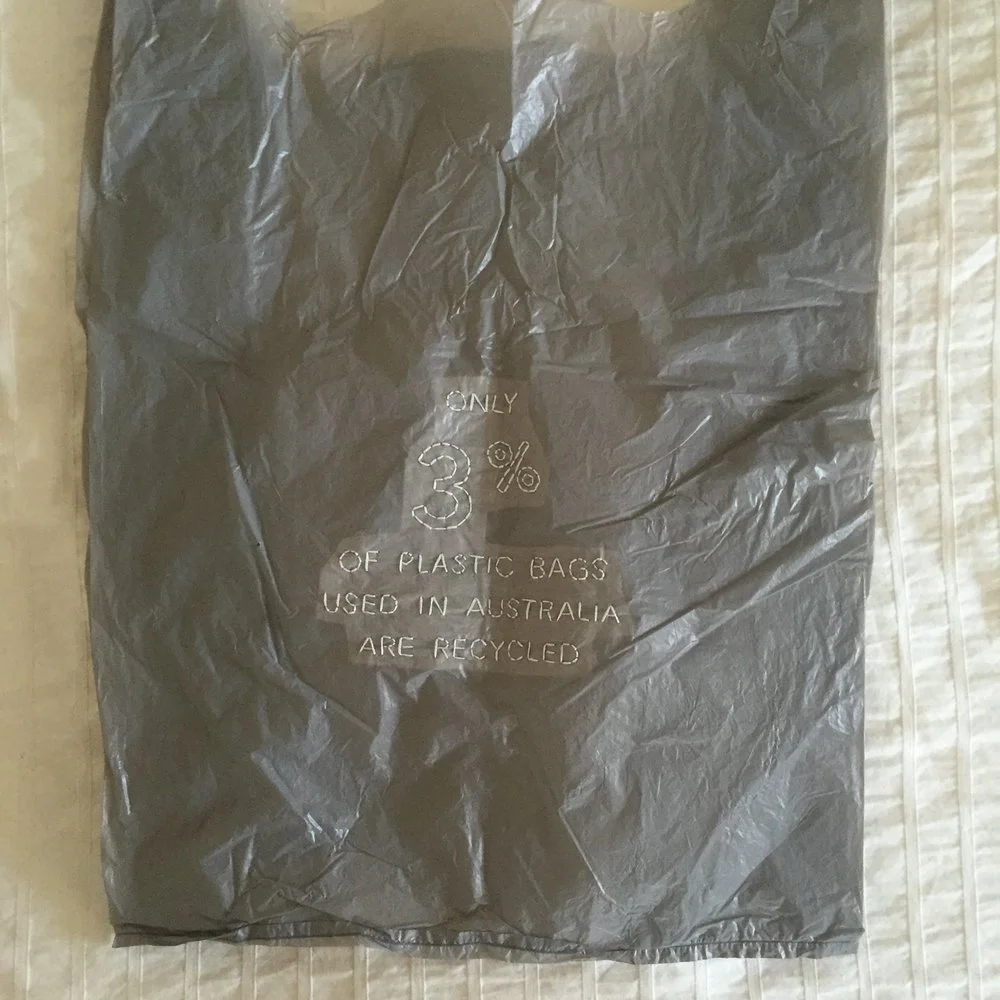 ONLY
3%
OF PLASTIC BAGS
USED IN AUSTRALIA
ARE RECYCLED